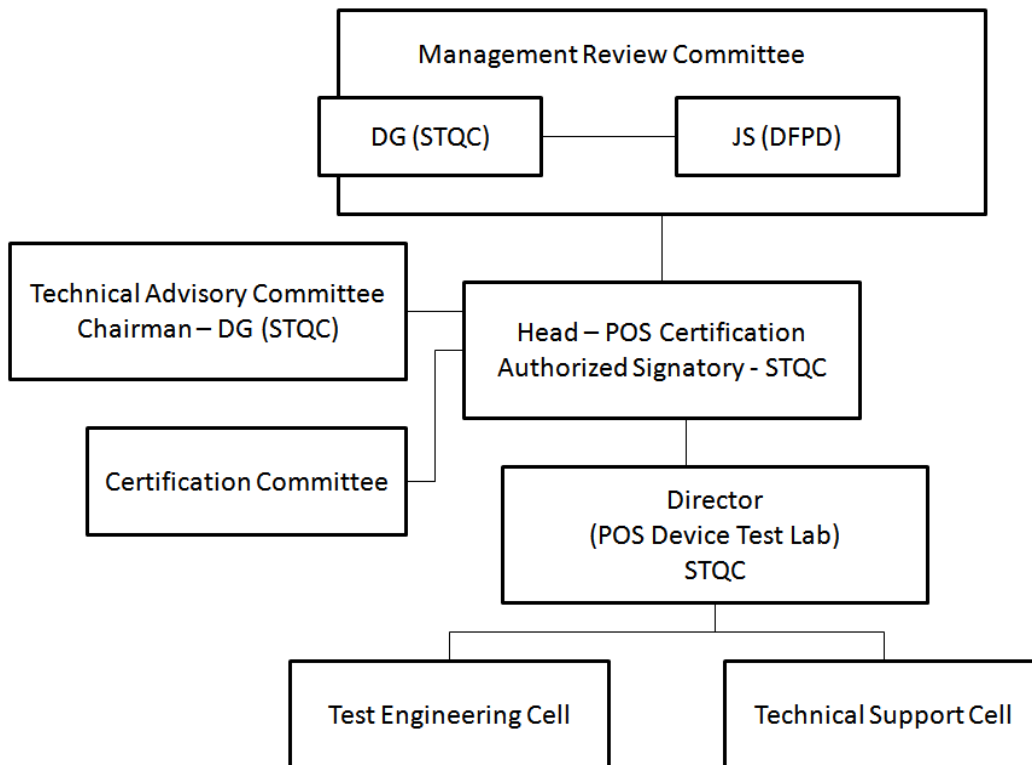 Management Review Committee
DG (STQC)
JS (DFPD)
Technical Advisory Committee
Chairman – DG (STQC)
Head – POS Certification
Authorized Signatory - STQC
Certification Committee
Director
(POS Device Test Lab)
STQC
Test Engineering Cell
Technical Support Cell